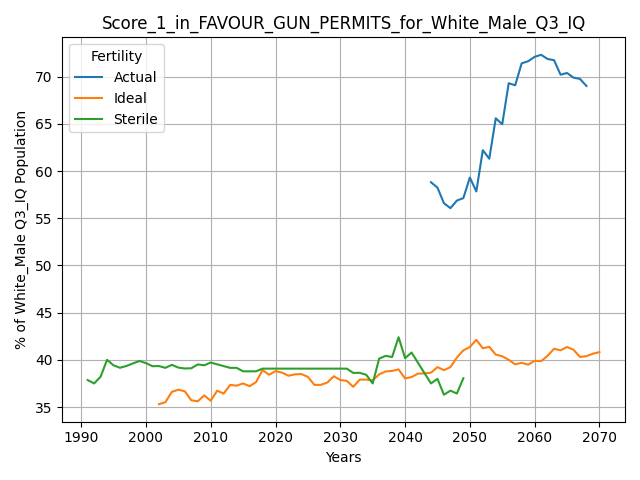 Score_1_in_FAVOUR_GUN_PERMITS_for_White_Male_Q3_IQ
Fertility
Actual
Ideal
Sterile
% of White_Male Q3_IQ Population
70
65
60
55
50
45
40
35
1990
2000
2010
2020
2030
2040
2050
2060
2070
Years